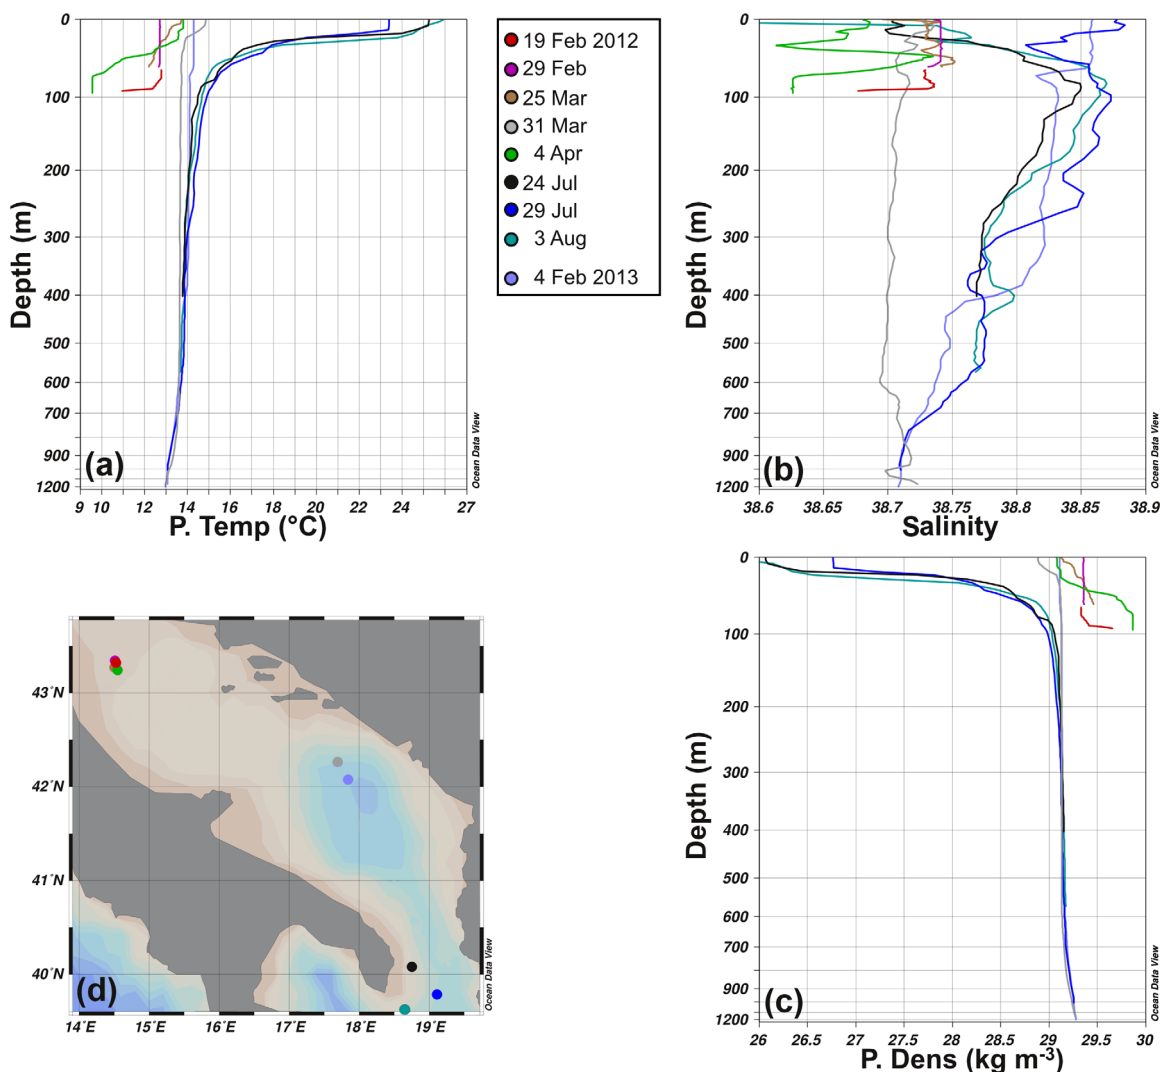 0
100
200
300
400
500
600
700
900
1200
Depth (m)
(a)
9 10 12 14 16 18 20 22 24 27
P. Temp (°C)
Ocean Data View
19 Feb 2012
29 Feb
25 Mar
31 Mar
4 Apr
24 Jul
29 Jul
3 Aug
4 Feb 2013
0
100
200
300
400
500
600
700
900
1200
Depth (m)
(b)
38.6 38.65 38.7 38.75 38.8 38.85 38.9
Salinity
Ocean Data View
43˚N
42˚N
41˚N
40˚N
(d)
14˚E 15˚E 16˚E 17˚E 18˚E 19˚E
Ocean Data View
0
100
200
300
400
500
600
700
900
1200
Depth (m)
(c)
26 26.5 27 27.5 28 28.5 29 29.5 30
P. Dens (kg m-3)
Ocean Data View